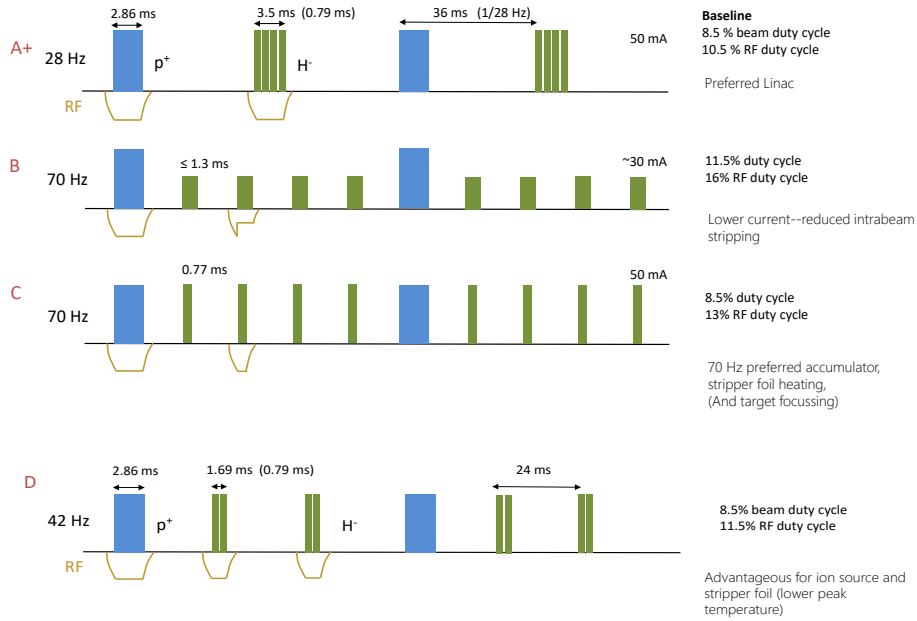 2.86 ms
3.5 ms (0.79 ms)
36 ms (1/28 Hz)
50 mA
Baseline
8.5 % beam duty cycle
10.5 % RF duty cycle
A+
28 Hz
p+
H-
Preferred Linac
RF
B
70 Hz
≤ 1.3 ms
~30 mA
11.5% duty cycle
16% RF duty cycle
Lower current--reduced intrabeam
stripping
C
70 Hz
0.77 ms
50 mA
8.5% duty cycle
13% RF duty cycle
70 Hz preferred accumulator,
stripper foil heating,
(And target focussing)
D
2.86 ms
1.69 ms (0.79 ms)
24 ms
42 Hz
p+
H-
8.5% beam duty cycle
11.5% RF duty cycle
RF
Advantageous for ion source and
stripper foil (lower peak
temperature)